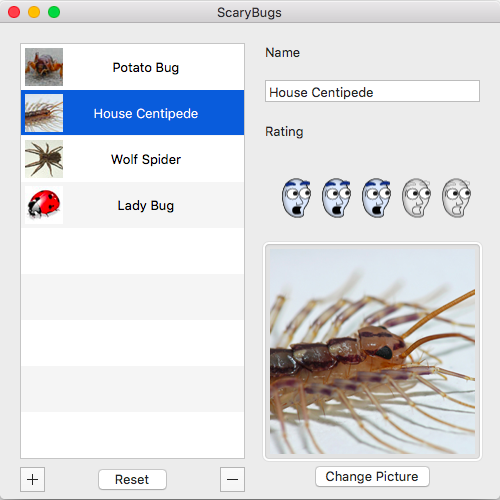 ScaryBugs
Potato Bug
House Centipede
Wolf Spider
Lady Bug
+
Reset
−
Name
House Centipede
Rating
Change Picture